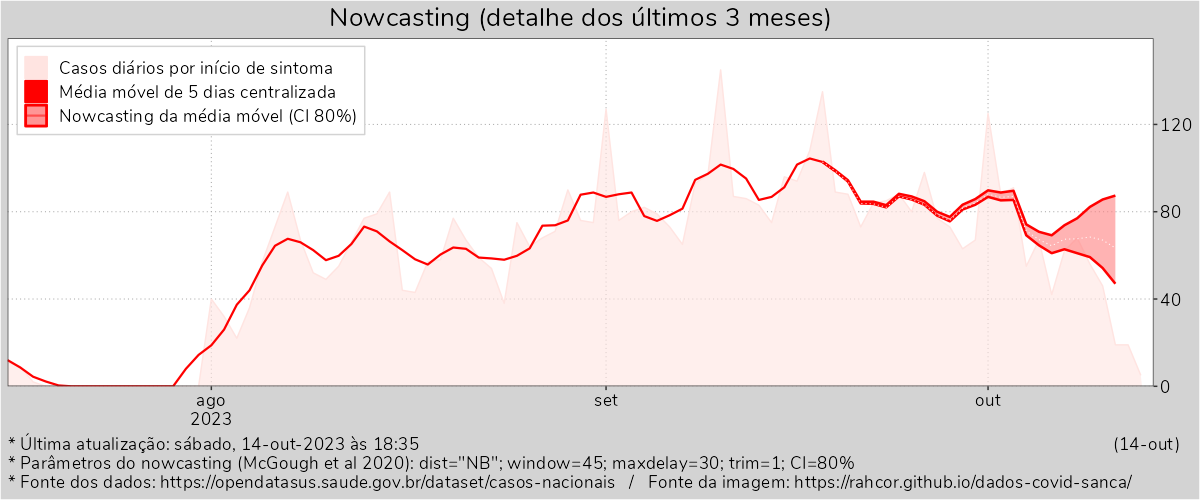 Nowcasting (detalhe dos últimos 3 meses)
Casos diários por início de sintoma
Média móvel de 5 dias centralizada
Nowcasting da média móvel (CI 80%)
120
80
40
0
ago
2023
set
out
* Última atualização: sábado, 14-out-2023 às 18:35
(14-out)
* Parâmetros do nowcasting (McGough et al 2020): dist="NB"; window=45; maxdelay=30; trim=1; CI=80%
* Fonte dos dados: https://opendatasus.saude.gov.br/dataset/casos-nacionais / Fonte da imagem: https://rahcor.github.io/dados-covid-sanca/